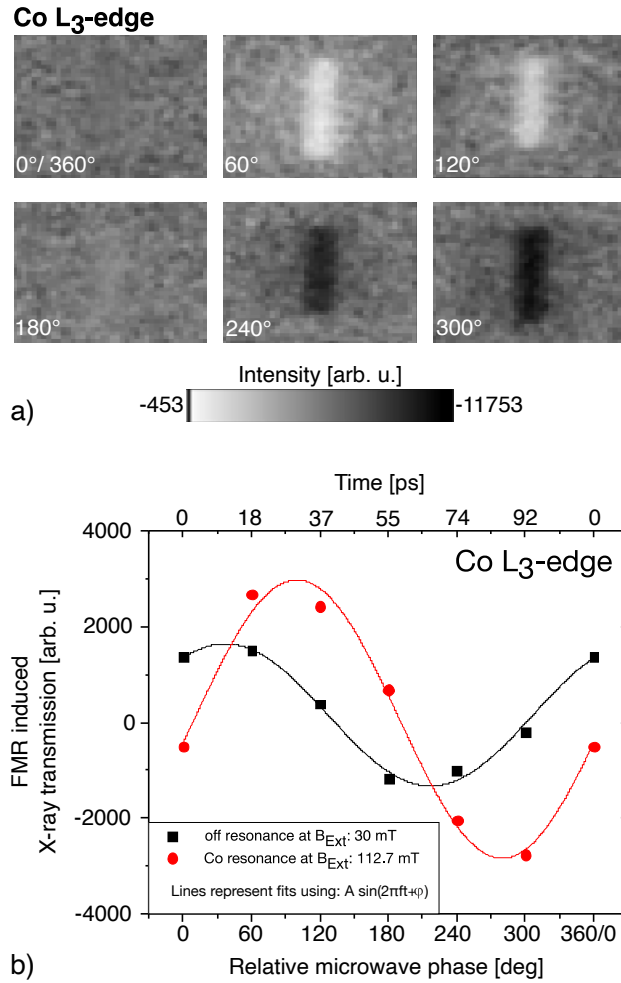 Co L3-edge
0°/ 360°
60°
120°
180°
240°
300°
Intensity [arb. u.]
-453
-11753
a)
Time [ps]
0 18 37 55 74 92 0
4000
2000
0
-2000
-4000
FMR induced
X-ray transmission [arb. u.]
Co L3-edge
off resonance at BExt: 30 mT
Co resonance at BExt: 112.7 mT
Lines represent fits using: A sin(2πft+φ)
0 60 120 180 240 300 360/0
Relative microwave phase [deg]
b)